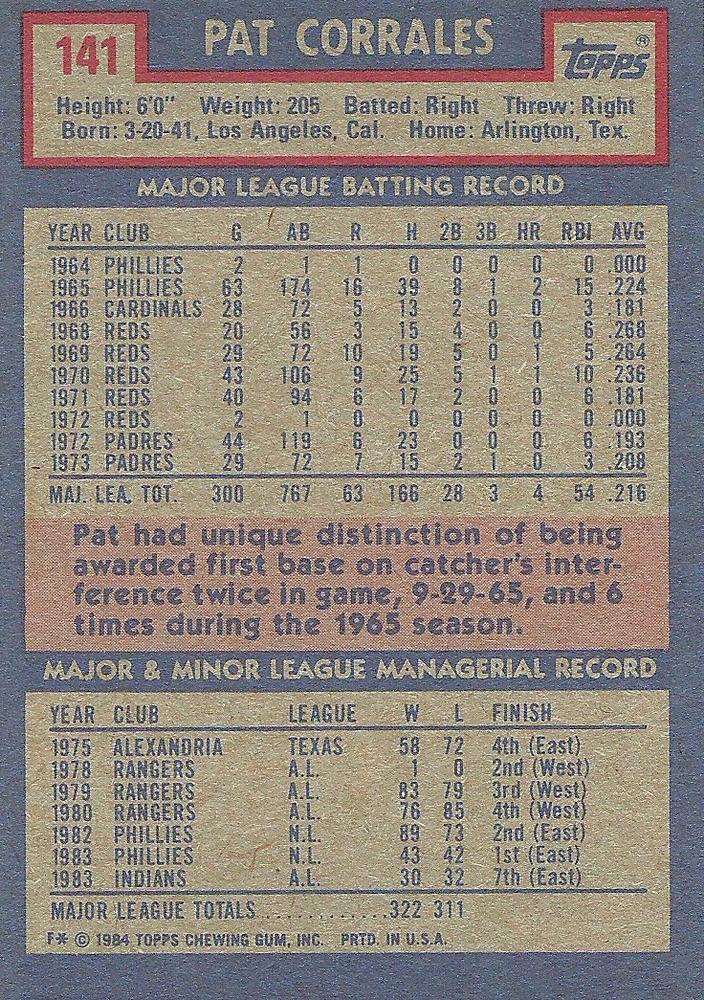 141 PAT CORRALES TOPPS®
Height: 6'0" Weight: 205 Batted: Right Threw: Right
Born: 3-20-41, Los Angeles, Cal. Home: Arlington, Tex.
MAJOR LEAGUE BATTING RECORD
YEAR CLUB G AB R H 2B 3B HR RBI AVG
1964 PHILLIES 2 1 1 0 0 0 0 0 .000
1965 PHILLIES 63 174 16 39 8 1 2 15 .224
1966 CARDINALS 28 72 5 13 2 0 0 3 .181
1968 REDS 20 56 3 15 4 0 0 6 .268
1969 REDS 29 72 10 19 5 0 1 5 .264
1970 REDS 43 106 9 25 5 1 1 10 .236
1971 REDS 40 94 6 17 2 0 0 6 .181
1972 REDS 2 1 0 0 0 0 0 0 .000
1972 PADRES 44 119 6 23 0 0 0 6 .193
1973 PADRES 29 72 7 15 2 1 0 3 .208
MAJ. LEA. TOT. 300 767 63 166 28 3 4 54 .216
Pat had unique distinction of being
awarded first base on catcher's inter-
ference twice in game, 9-29-65, and 6
times during the 1965 season.
MAJOR & MINOR LEAGUE MANAGERIAL RECORD
YEAR CLUB LEAGUE W L FINISH
1975 ALEXANDRIA TEXAS 58 72 4th (East)
1978 RANGERS A.L. 1 0 2nd (West)
1979 RANGERS A.L. 83 79 3rd (West)
1980 RANGERS A.L. 76 85 4th (West)
1982 PHILLIES N.L. 89 73 2nd (East)
1983 PHILLIES N.L. 43 42 1st (East)
1983 INDIANS A.L. 30 32 7th (East)
MAJOR LEAGUE TOTALS ............322 311
F* © 1984 TOPPS CHEWING GUM, INC. PRTD. IN U.S.A.